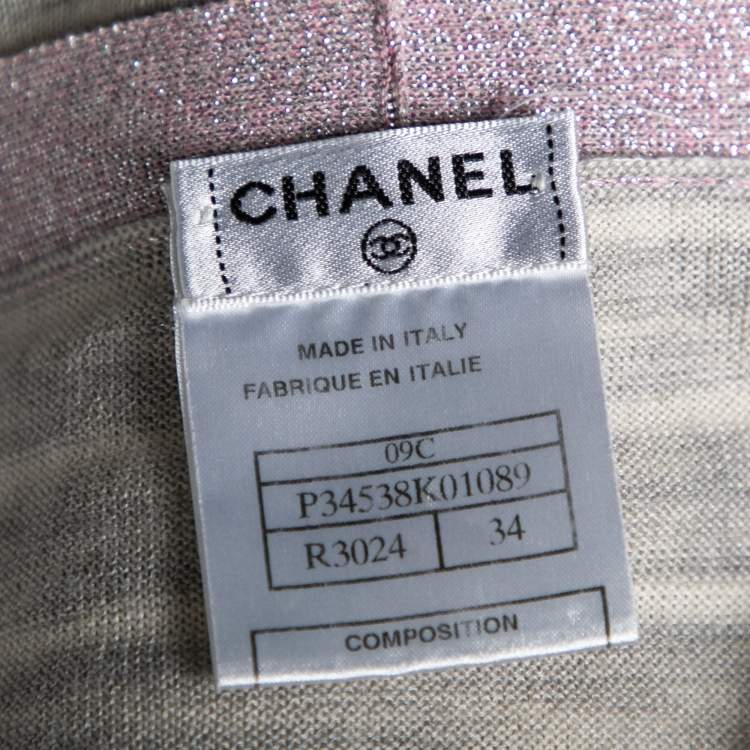 CHANEL
MADE IN ITALY
FABRIQUE EN ITALIE
09C
P34538K01089
R3024 34
COMPOSITION